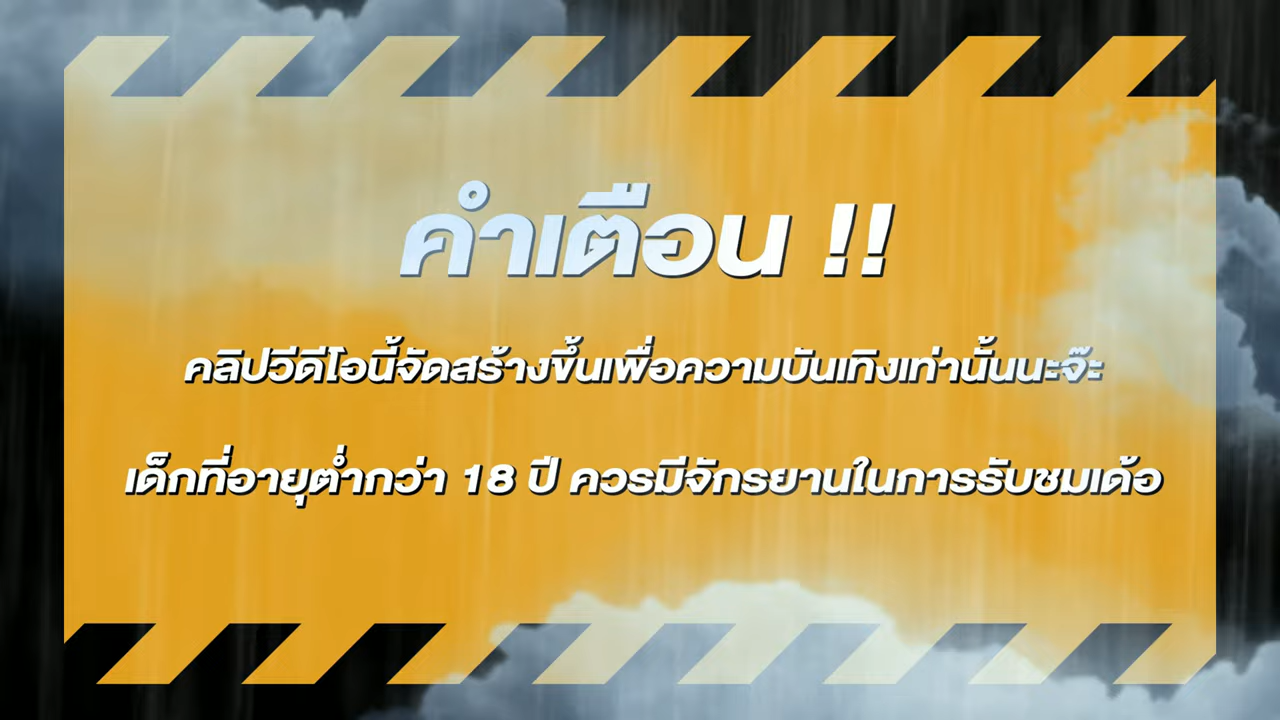 คำเตือน !!
คลิปวีดีโอนี้จัดสร้างขึ้นเพื่อความบันเทิงเท่านั้นนะจ๊ะ
เด็กที่อายุต่ำกว่า 18 ปี ควรมีจักรยานในการรับชมเด้อ